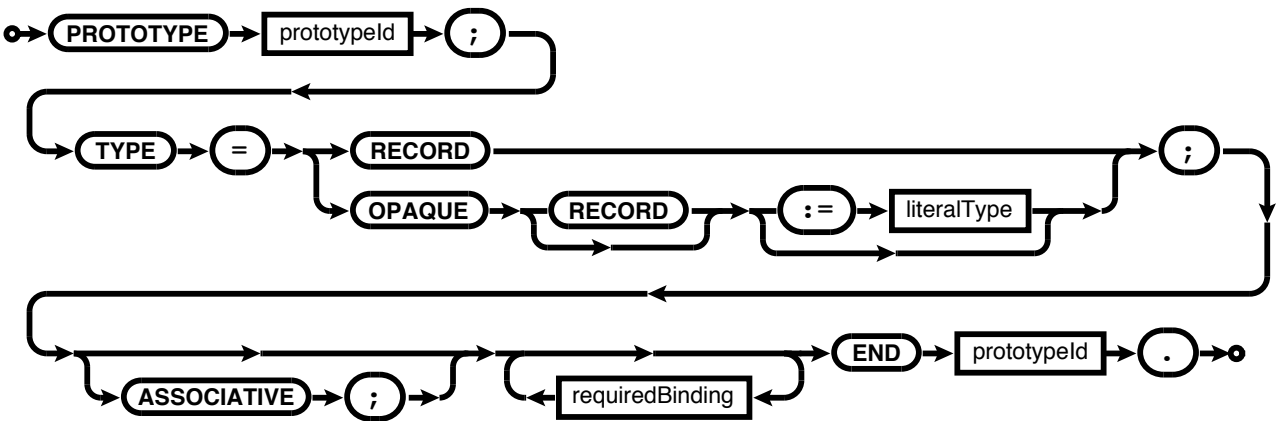 PROTOTYPE prototypeId ;
TYPE = RECORD ;
OPAQUE RECORD := literalType
END prototypeId .
ASSOCIATIVE ; requiredBinding